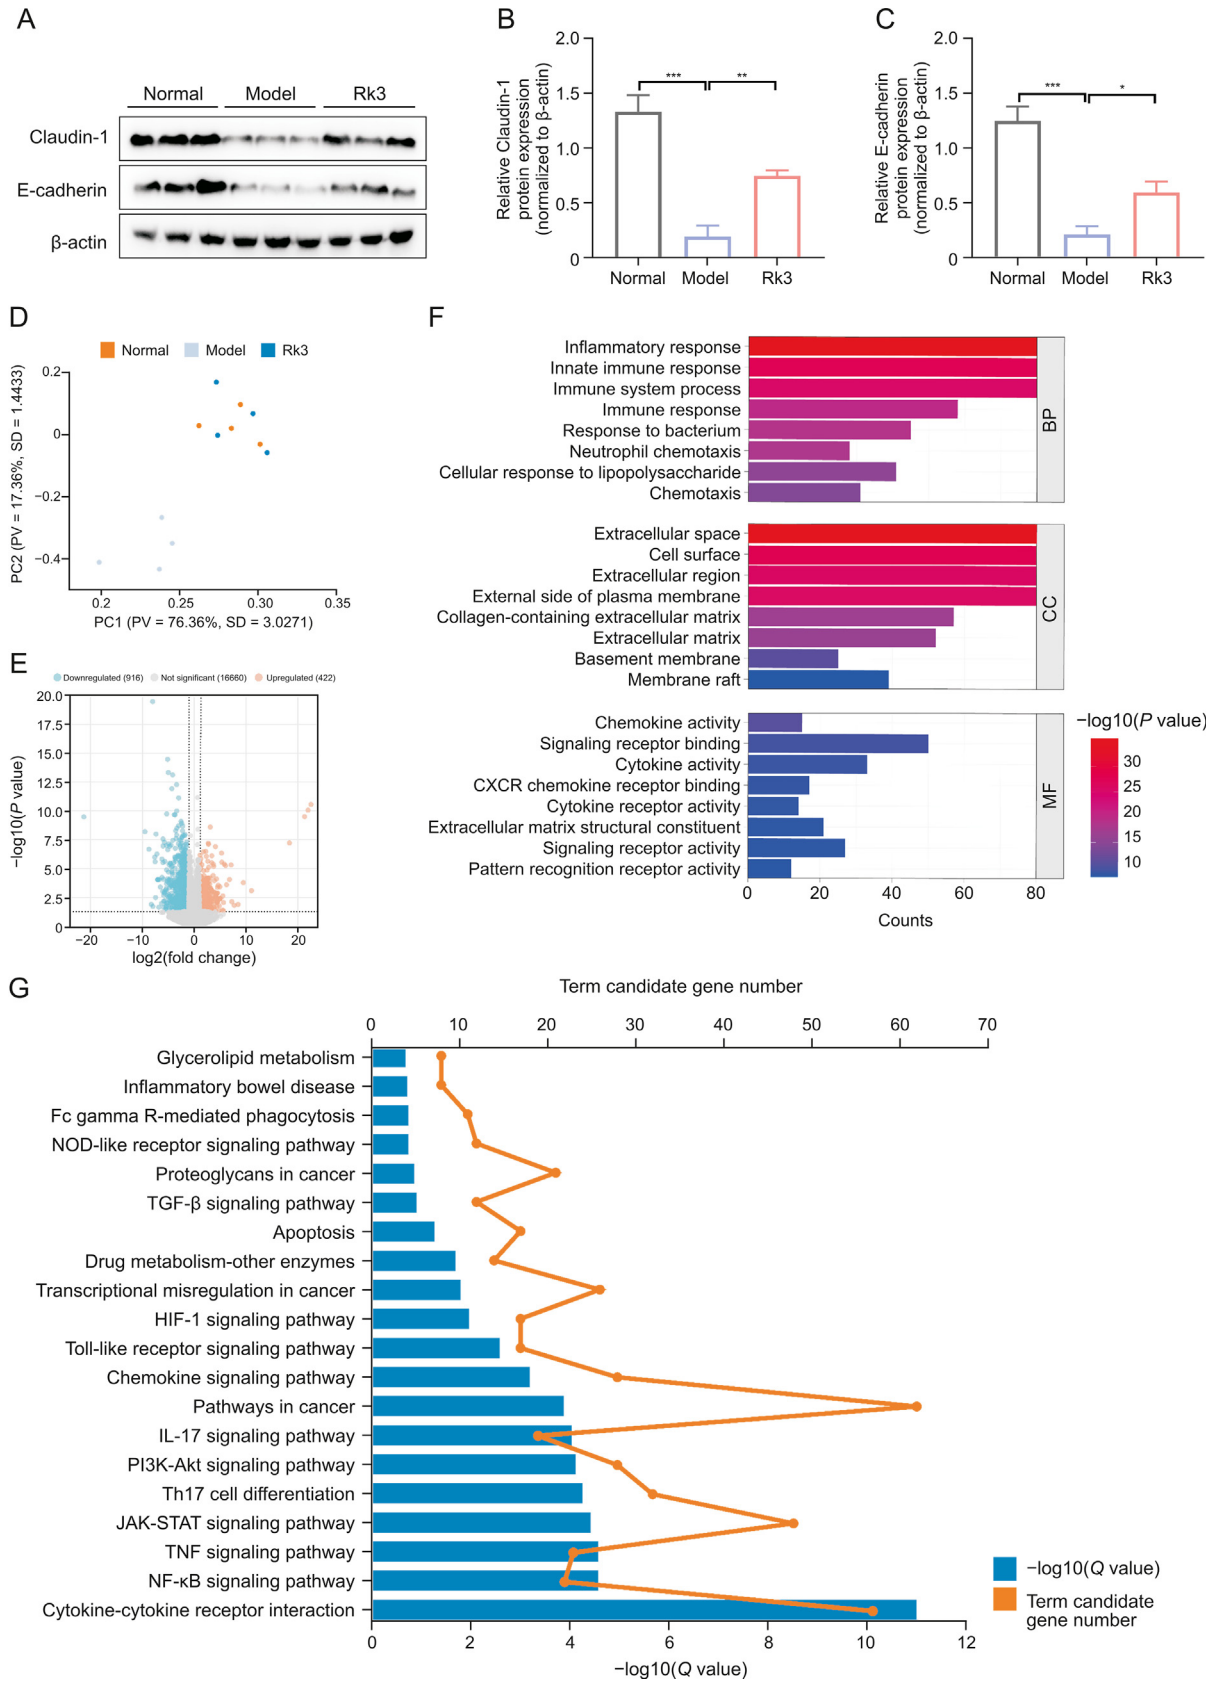 A
Normal Model Rk3
Claudin-1
E-cadherin
β-actin
B
Relative Claudin-1
protein expression
(normalized to β-actin)
2.0
1.5
1.0
0.5
0
*** **
Normal Model Rk3
C
Relative E-cadherin
protein expression
(normalized to β-actin)
2.0
1.5
1.0
0.5
0
*** *
Normal Model Rk3
D
Normal Model Rk3
PC2 (PV = 17.36%, SD = 1.4433)
0.2
0
−0.2
−0.4
0.2 0.25 0.30 0.35
PC1 (PV = 76.36%, SD = 3.0271)
E
Downregulated (916) Not significant (16660) Upregulated (422)
−log10(P value)
20.0
17.5
15.0
12.5
10.0
7.5
5.0
2.5
0
−20 −10 0 10 20
log2(fold change)
F
Inflammatory response
Innate immune response
Immune system process
Immune response
Response to bacterium
Neutrophil chemotaxis
Cellular response to lipopolysaccharide
Chemotaxis
BP
Extracellular space
Cell surface
Extracellular region
External side of plasma membrane
Collagen-containing extracellular matrix
Extracellular matrix
Basement membrane
Membrane raft
CC
Chemokine activity
Signaling receptor binding
Cytokine activity
CXCR chemokine receptor binding
Cytokine receptor activity
Extracellular matrix structural constituent
Signaling receptor activity
Pattern recognition receptor activity
MF
0 20 40 60 80
Counts
−log10(P value)
30
25
20
15
10
G
Term candidate gene number
0 10 20 30 40 50 60 70
Glycerolipid metabolism
Inflammatory bowel disease
Fc gamma R-mediated phagocytosis
NOD-like receptor signaling pathway
Proteoglycans in cancer
TGF-β signaling pathway
Apoptosis
Drug metabolism-other enzymes
Transcriptional misregulation in cancer
HIF-1 signaling pathway
Toll-like receptor signaling pathway
Chemokine signaling pathway
Pathways in cancer
IL-17 signaling pathway
PI3K-Akt signaling pathway
Th17 cell differentiation
JAK-STAT signaling pathway
TNF signaling pathway
NF-κB signaling pathway
Cytokine-cytokine receptor interaction
0 2 4 6 8 10 12
−log10(Q value)
−log10(Q value)
Term candidate
gene number